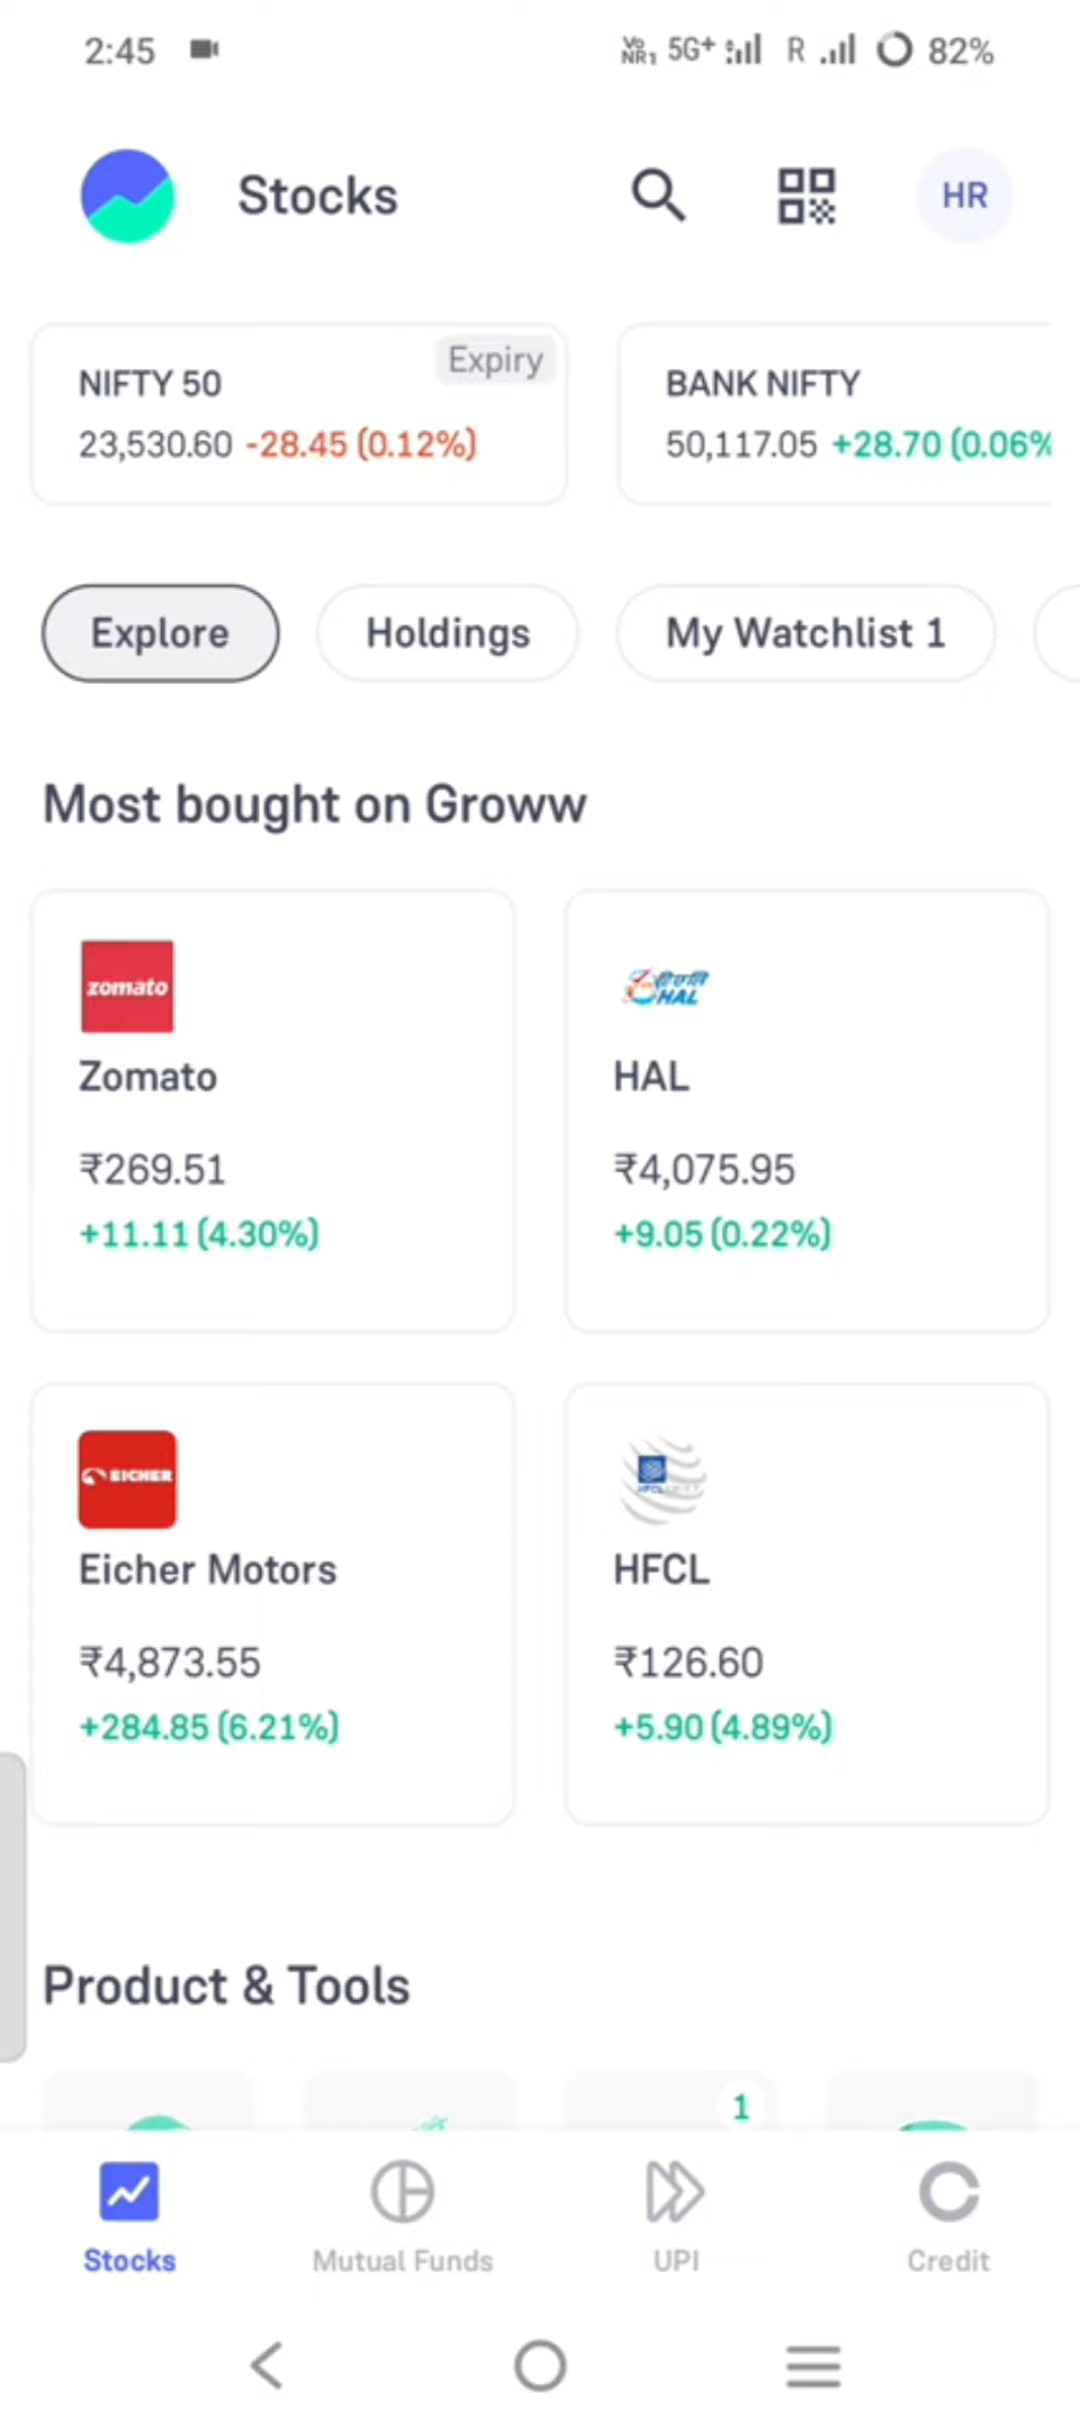 2:45 Vo NR1 5G+ R 82%
Stocks HR
NIFTY 50 Expiry
23,530.60 -28.45 (0.12%)
BANK NIFTY
50,117.05 +28.70 (0.06%
Explore Holdings My Watchlist 1
Most bought on Groww
zomato
Zomato
₹269.51
+11.11 (4.30%)
HAL
HAL
₹4,075.95
+9.05 (0.22%)
EICHER
Eicher Motors
₹4,873.55
+284.85 (6.21%)
HFCL
HFCL
₹126.60
+5.90 (4.89%)
Product & Tools
1
Stocks Mutual Funds UPI Credit